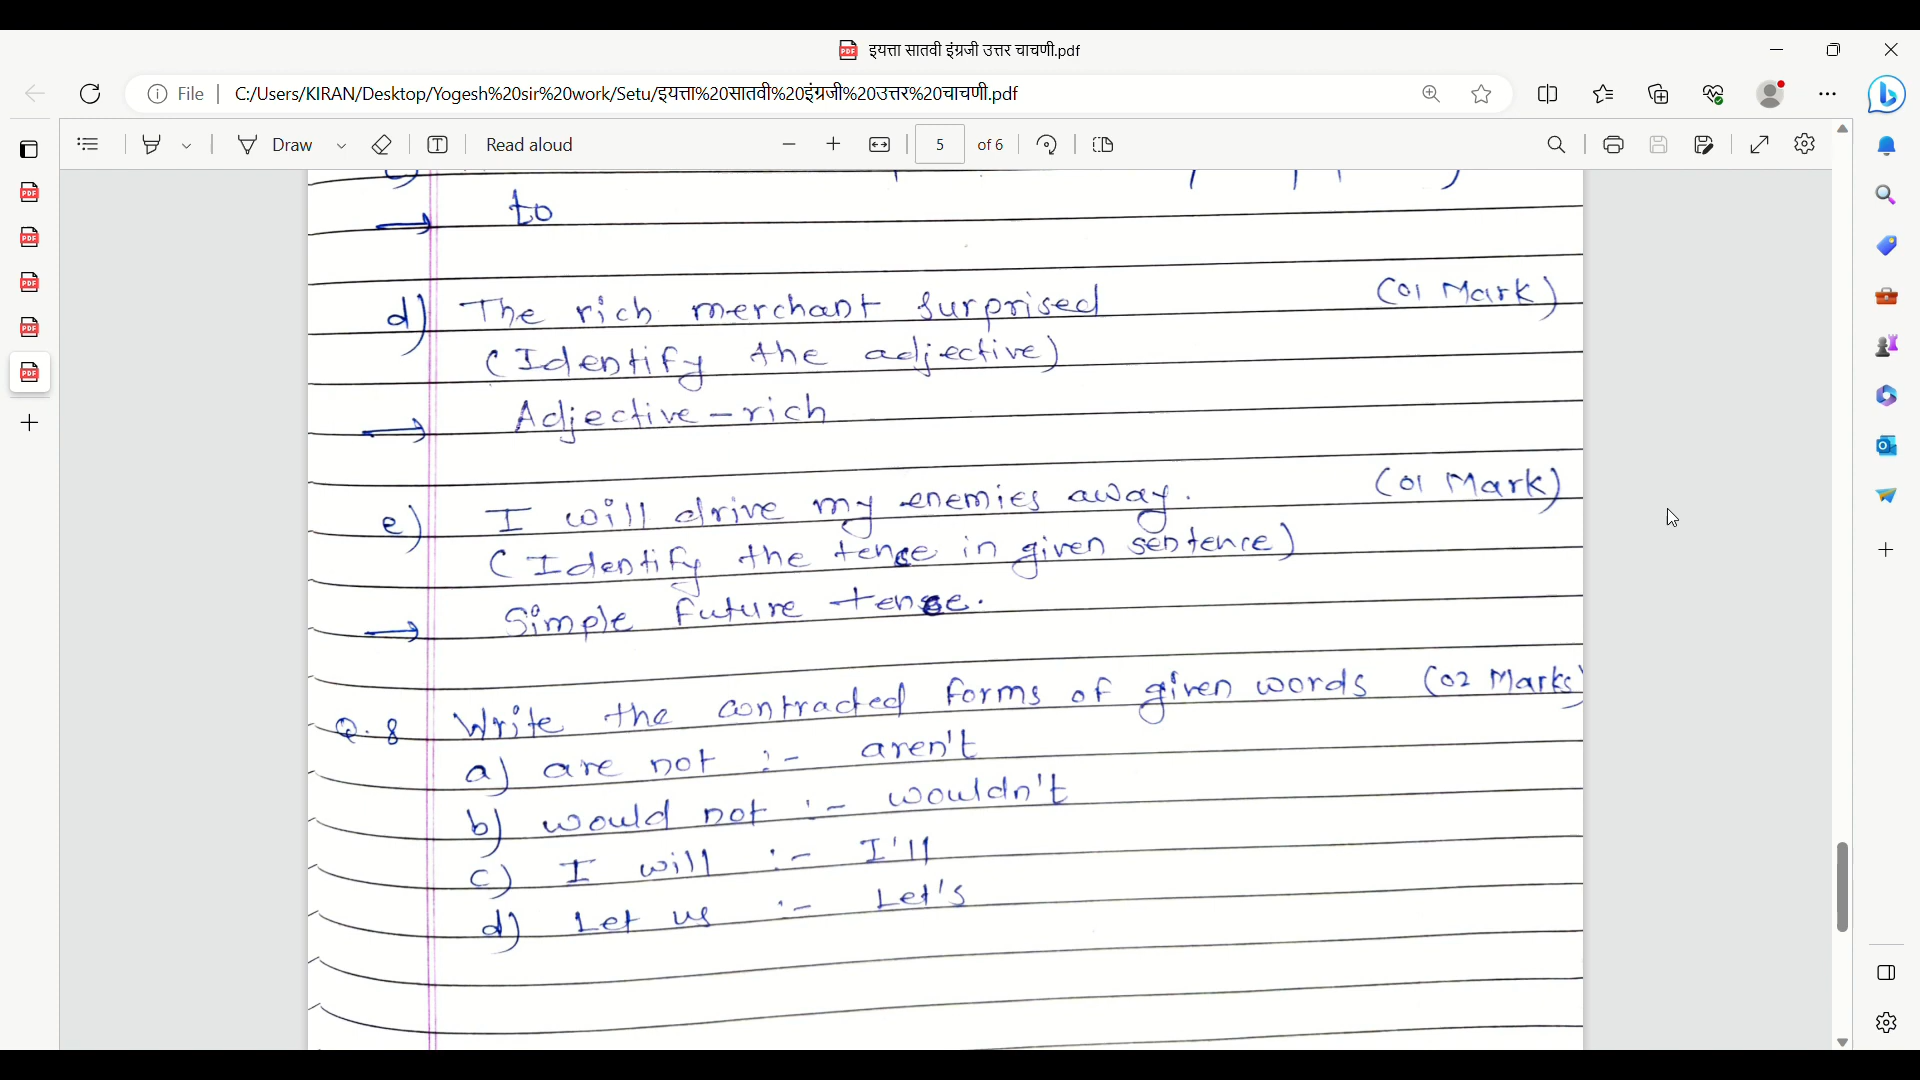 इयत्ता सातवी इंग्रजी उत्तर चाचणी.pdf
File | C:/Users/KIRAN/Desktop/Yogesh%20sir%20work/Setu/इयत्ता%20सातवी%20इंग्रजी%20उत्तर%20चाचणी.pdf
Draw Read aloud 5 of 6
to
d) The rich merchant surprised (01 Mark)
(Identify the adjective)
Adjective – rich
e) I will drive my enemies away. (01 Mark)
(Identify the tense in given sentence)
Simple future tense.
Q.8 Write the contracted forms of given words (02 Marks)
a) are not :- aren't
b) would not :- wouldn't
c) I will :- I'll
d) Let us :- Let's